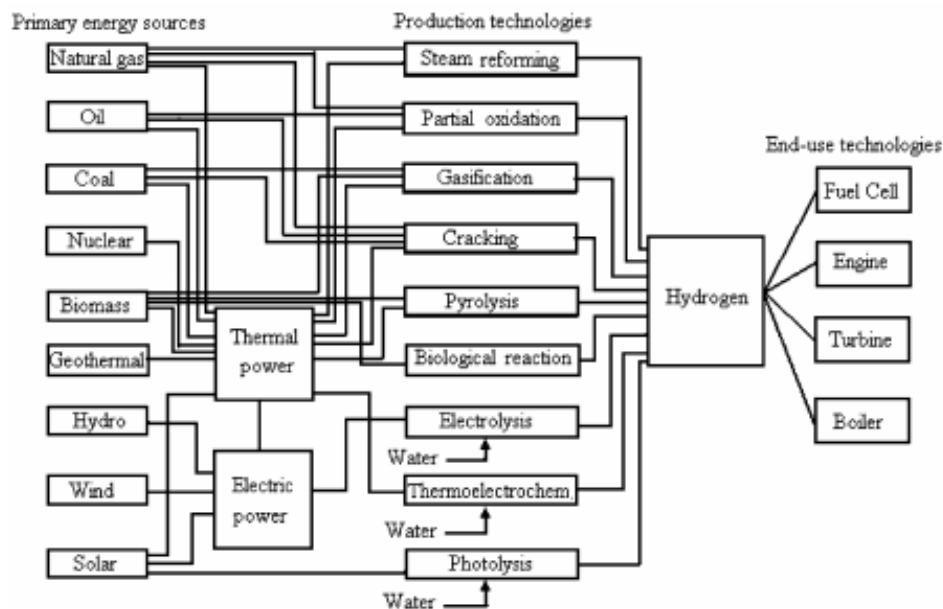 Primary energy sources
Production technologies
Natural gas
Steam reforming
Oil
Partial oxidation
End-use technologies
Coal
Gasification
Fuel Cell
Nuclear
Cracking
Engine
Biomass
Pyrolysis
Hydrogen
Thermal
power
Turbine
Geothermal
Biological reaction
Hydro
Electrolysis
Boiler
Water
Wind
Electric
power
Thermoelectrochem.
Water
Solar
Photolysis
Water